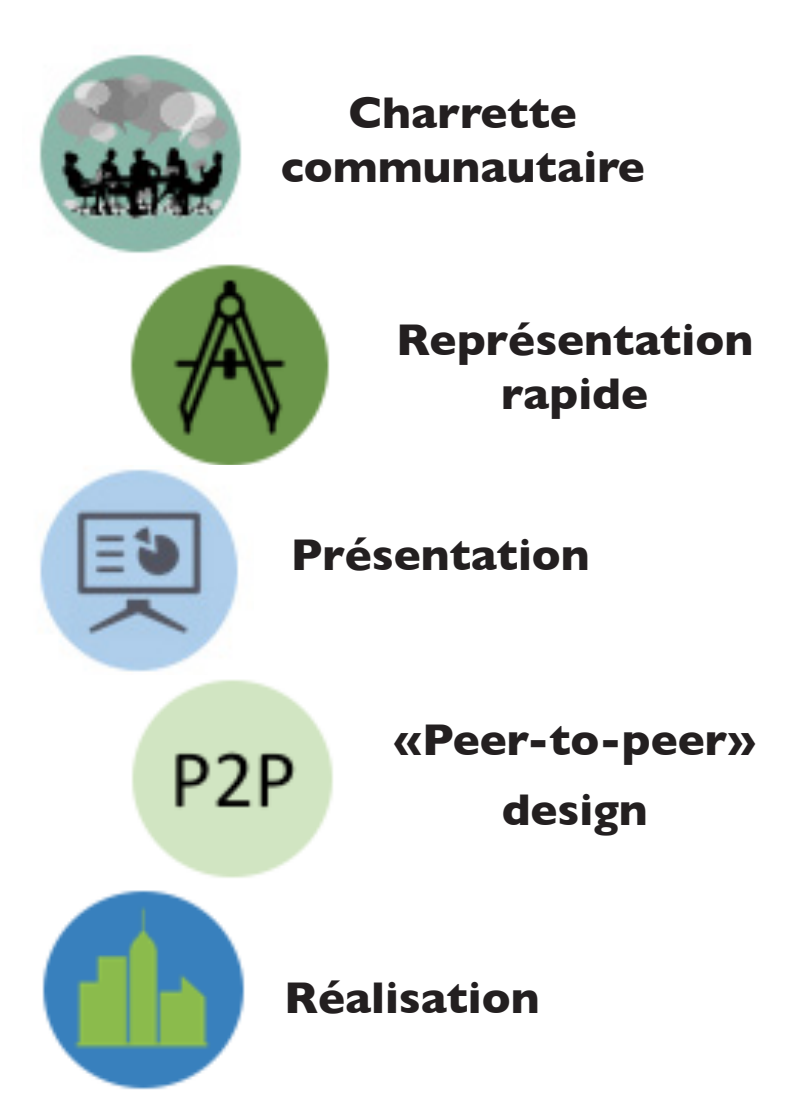 Charrette
communautaire
Représentation
rapide
Présentation
P2P
«Peer-to-peer»
design
Réalisation